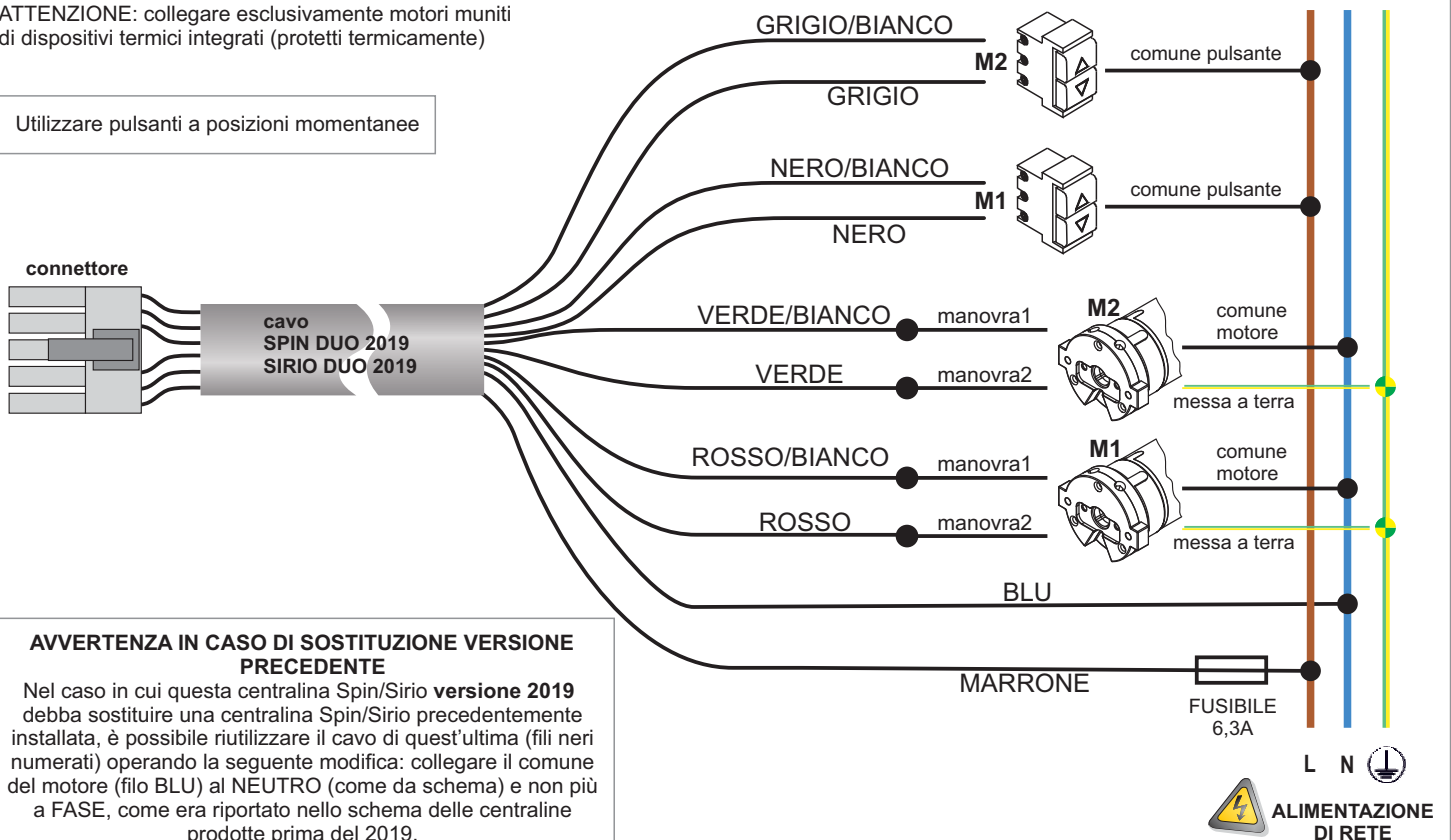 ATTENZIONE: collegare esclusivamente motori muniti
di dispositivi termici integrati (protetti termicamente)
Utilizzare pulsanti a posizioni momentanee
connettore
cavo
SPIN DUO 2019
SIRIO DUO 2019
GRIGIO/BIANCO
M2
GRIGIO
comune pulsante
NERO/BIANCO
M1
NERO
comune pulsante
VERDE/BIANCO
manovra1
M2
comune
motore
VERDE
manovra2
messa a terra
ROSSO/BIANCO
manovra1
M1
comune
motore
ROSSO
manovra2
messa a terra
BLU
MARRONE
FUSIBILE
6,3A
L N
ALIMENTAZIONE
DI RETE
AVVERTENZA IN CASO DI SOSTITUZIONE VERSIONE
PRECEDENTE
Nel caso in cui questa centralina Spin/Sirio versione 2019
debba sostituire una centralina Spin/Sirio precedentemente
installata, è possibile riutilizzare il cavo di quest'ultima (fili neri
numerati) operando la seguente modifica: collegare il comune
del motore (filo BLU) al NEUTRO (come da schema) e non più
a FASE, come era riportato nello schema delle centraline
prodotte prima del 2019.